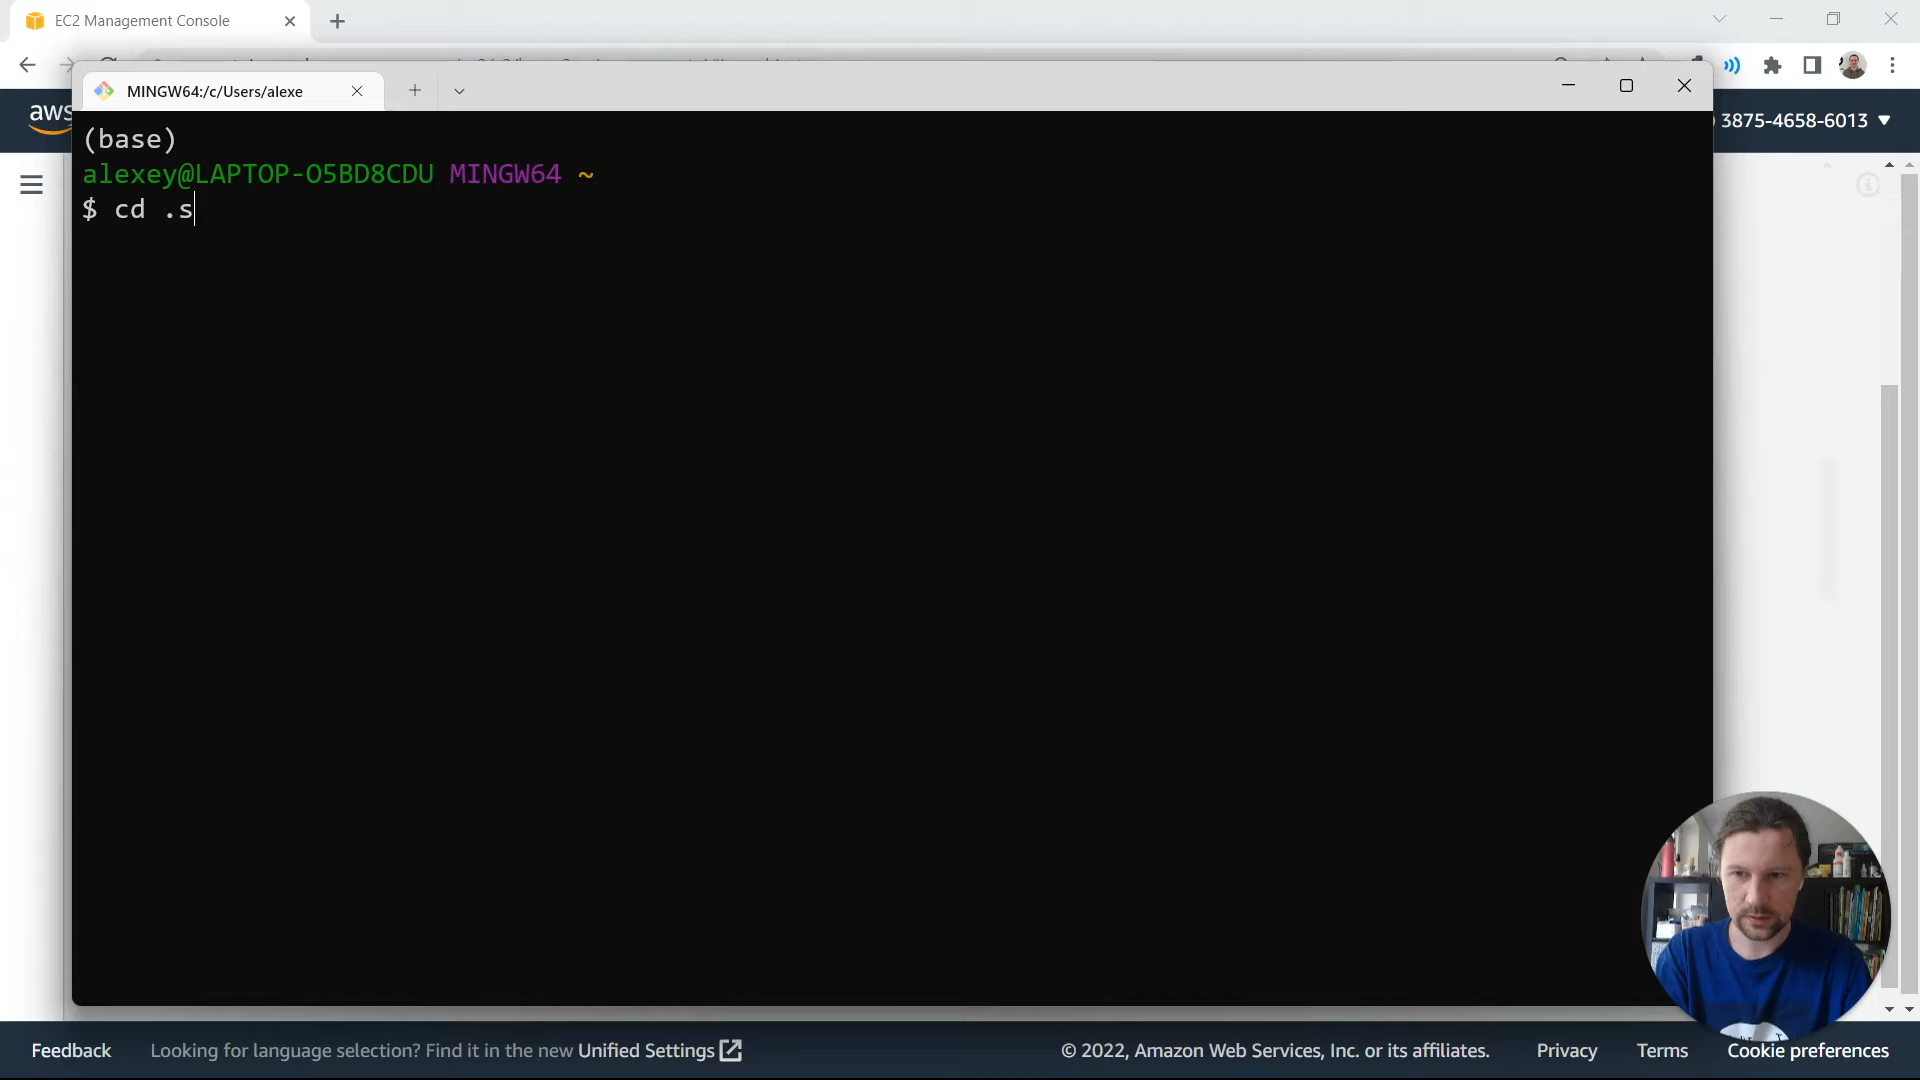 EC2 Management Console
MINGW64:/c/Users/alexe
aws
3875-4658-6013
(base)
alexey@LAPTOP-O5BD8CDU MINGW64 ~
$ cd .s
Feedback
Looking for language selection? Find it in the new Unified Settings
© 2022, Amazon Web Services, Inc. or its affiliates.
Privacy
Terms
Cookie preferences